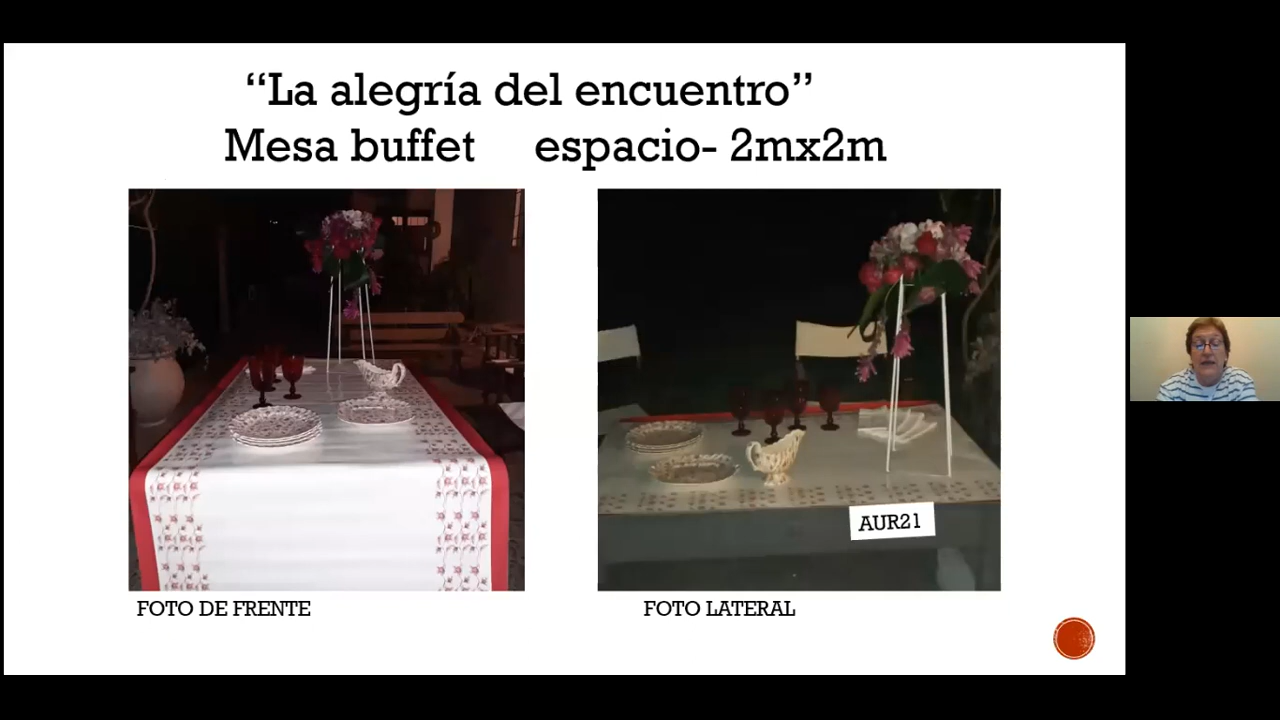 “La alegría del encuentro”
Mesa buffet espacio- 2mx2m
AUR21
FOTO DE FRENTE
FOTO LATERAL